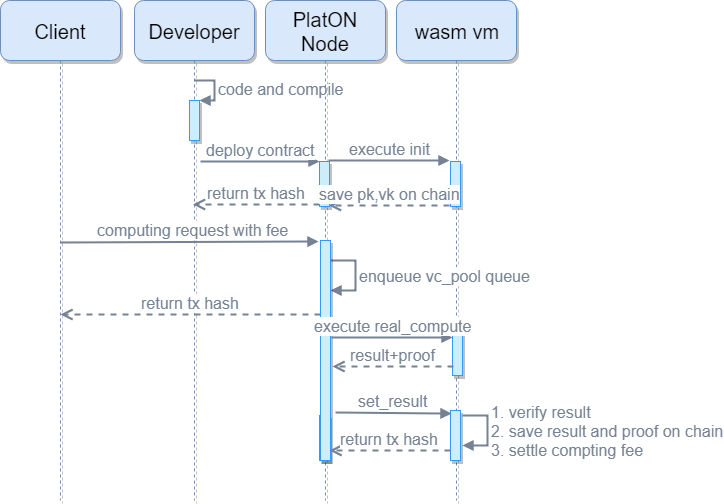 Client
Developer
PlatON
Node
wasm vm
code and compile
deploy contract
execute init
return tx hash
save pk,vk on chain
computing request with fee
enqueue vc_pool queue
return tx hash
execute real_compute
result+proof
set_result
1. verify result
2. save result and proof on chain
return tx hash
3. settle compting fee